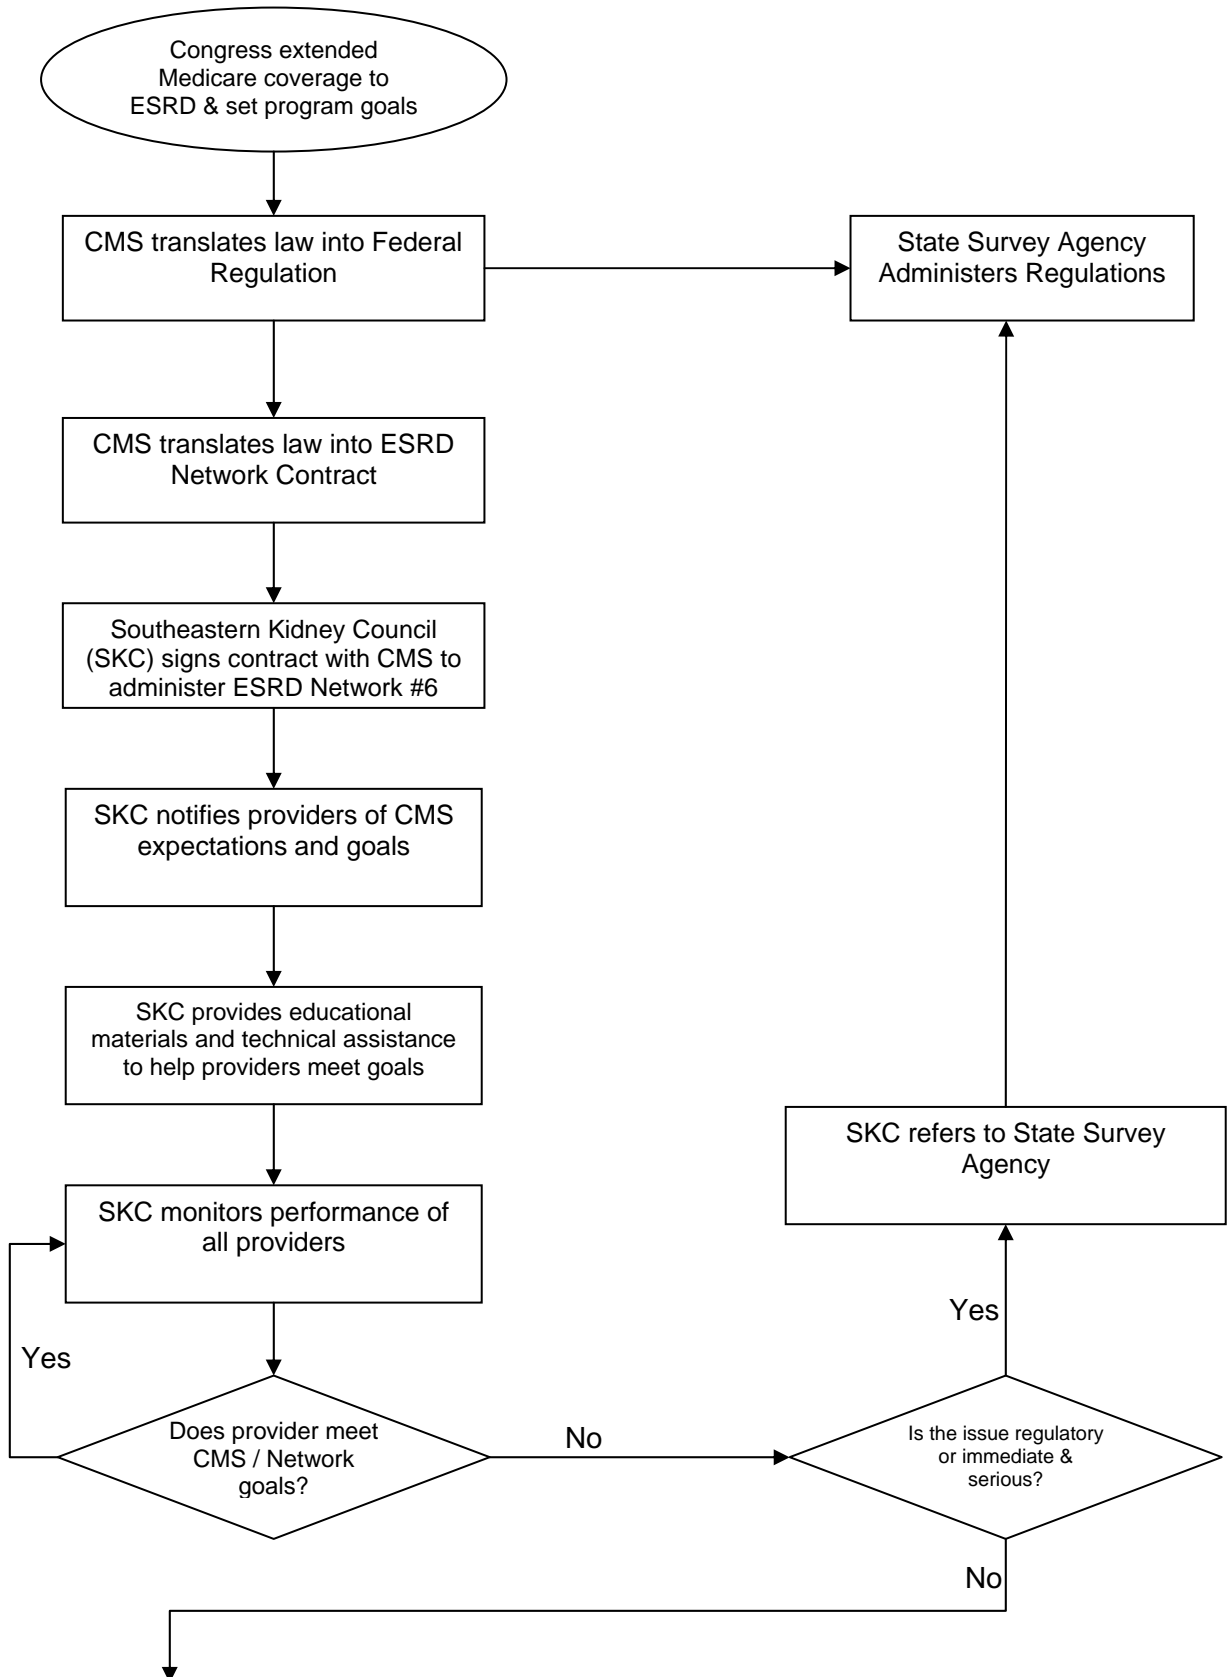 Congress extended
Medicare coverage to
ESRD & set program goals
CMS translates law into Federal
Regulation
State Survey Agency
Administers Regulations
CMS translates law into ESRD
Network Contract
Southeastern Kidney Council
(SKC) signs contract with CMS to
administer ESRD Network #6
SKC notifies providers of CMS
expectations and goals
SKC provides educational
materials and technical assistance
to help providers meet goals
SKC refers to State Survey
Agency
SKC monitors performance of
all providers
Yes
Yes
Does provider meet
CMS / Network
goals?
No
Is the issue regulatory
or immediate &
serious?
No